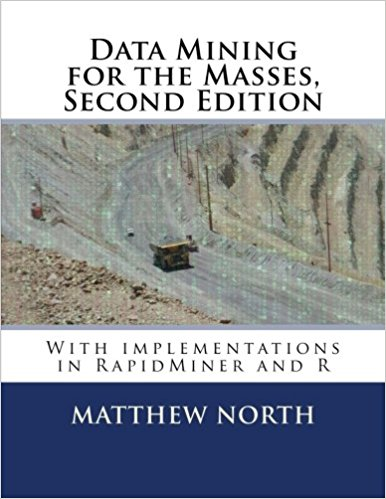 Data Mining
for the Masses,
Second Edition
With implementations
in RapidMiner and R
MATTHEW NORTH